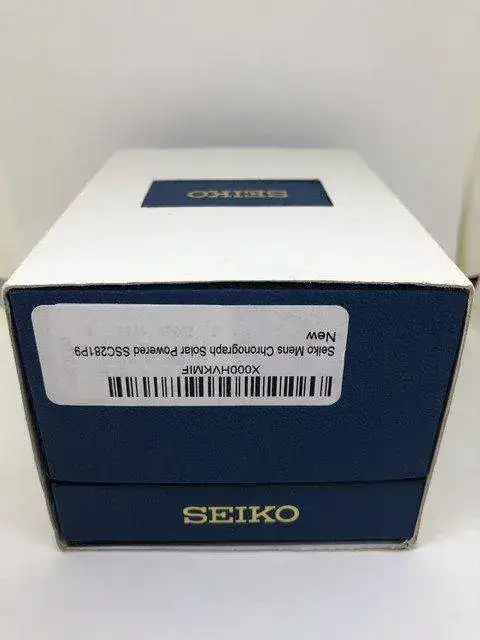 SEIKO
X000HVKMIF
Seiko Mens Chronograph Solar Powered SSC281P9
New
SEIKO